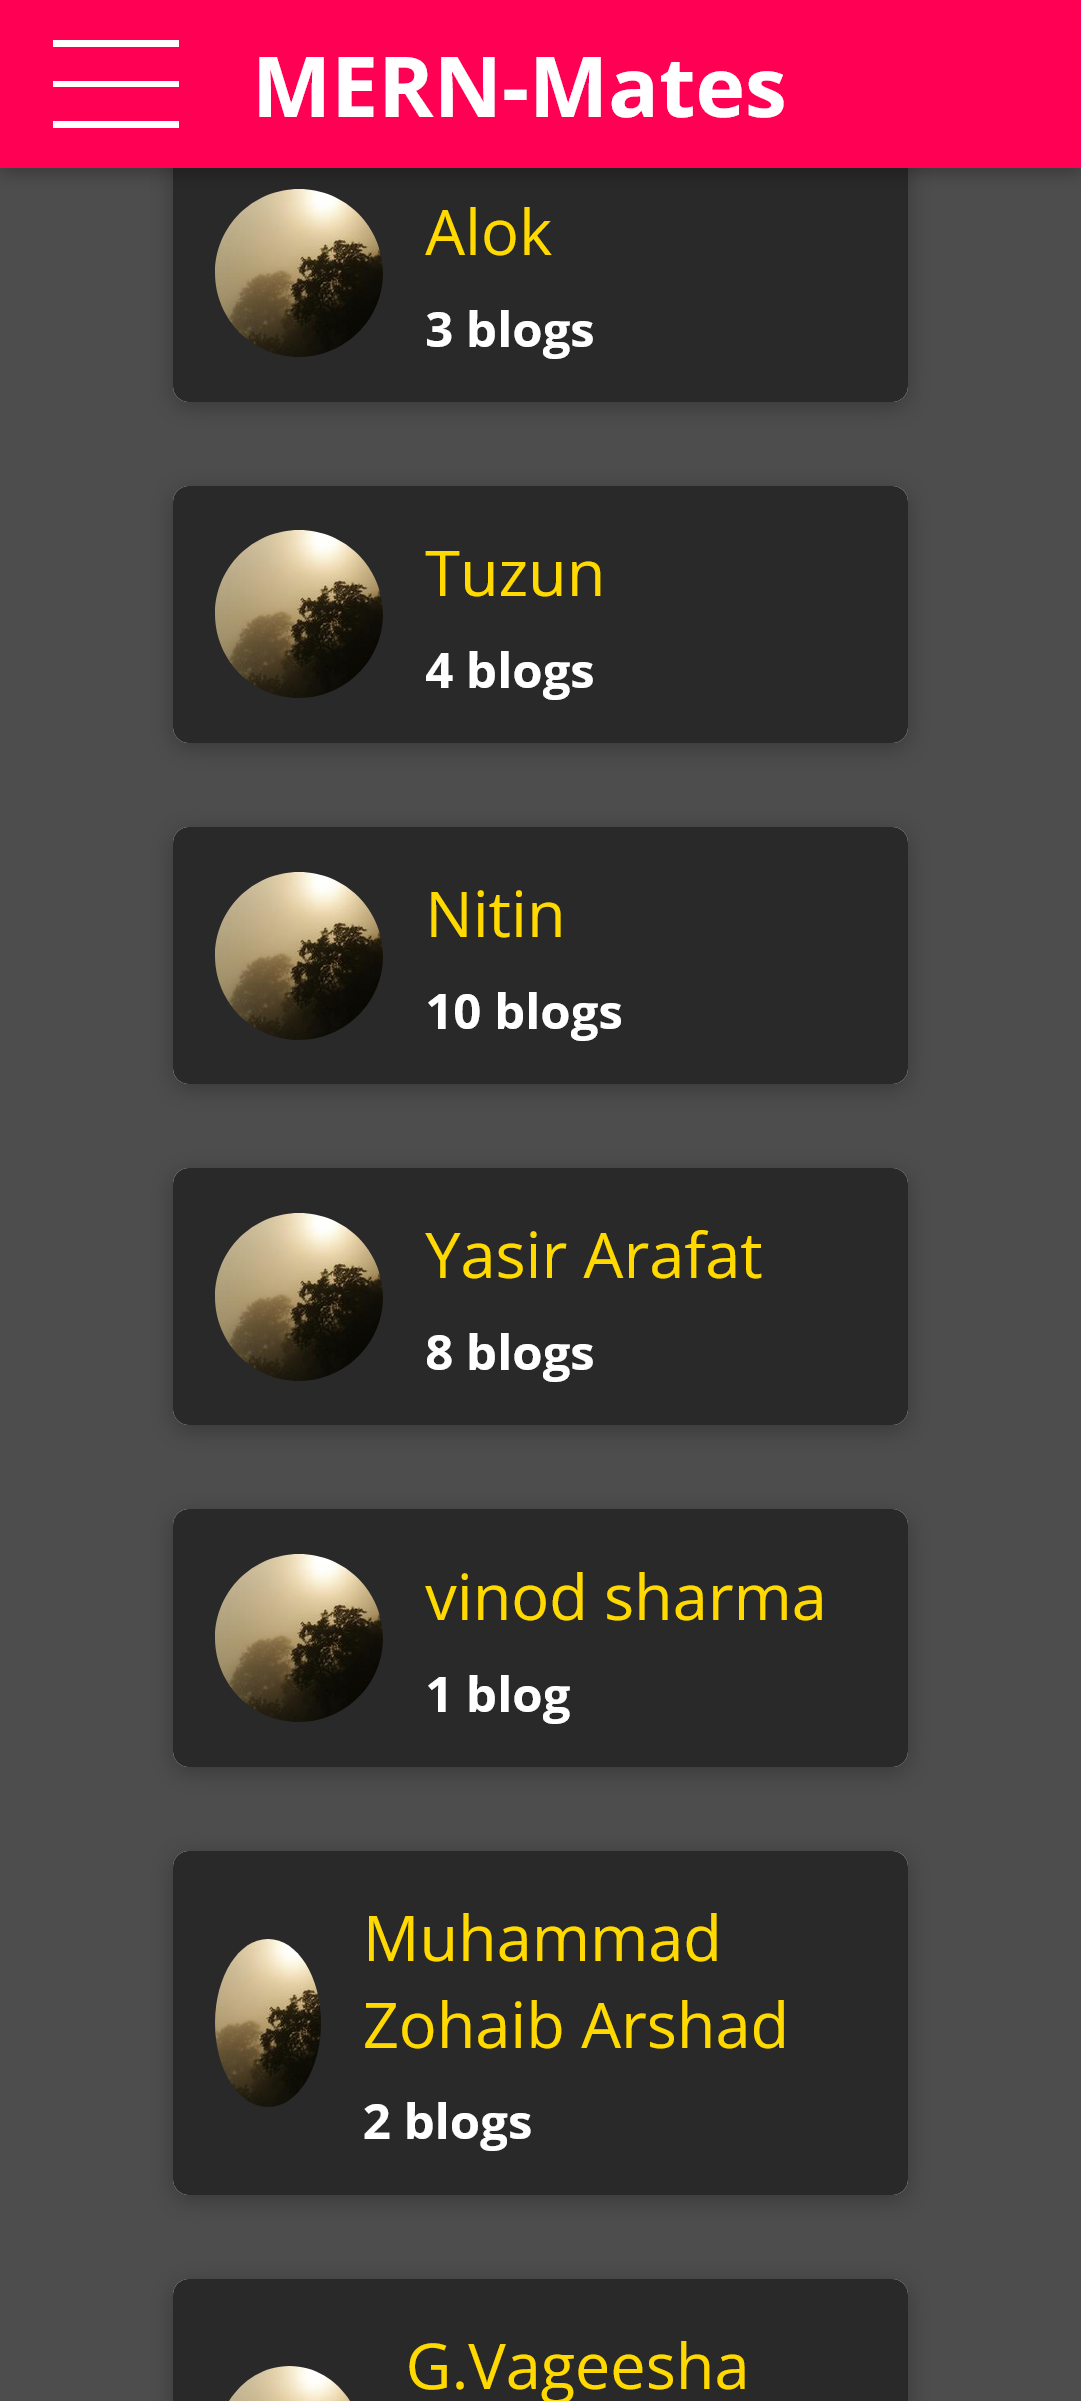 MERN-Mates
Alok
3 blogs
Tuzun
4 blogs
Nitin
10 blogs
Yasir Arafat
8 blogs
vinod sharma
1 blog
Muhammad
Zohaib Arshad
2 blogs
G.Vageesha